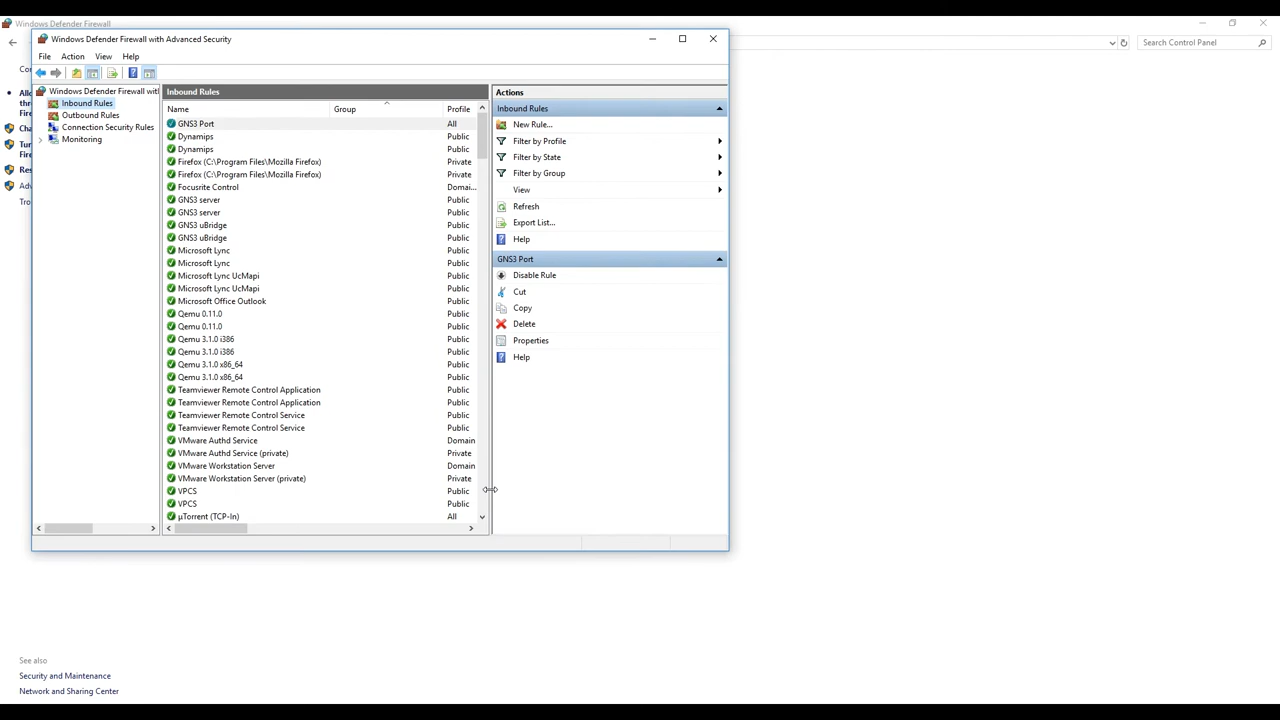 Windows Defender Firewall
Search Control Panel
Windows Defender Firewall with Advanced Security
File Action View Help
Windows Defender Firewall wit
Inbound Rules
Outbound Rules
Connection Security Rules
Monitoring
Inbound Rules
Name Group Profile
GNS3 Port All
Dynamips Public
Dynamips Public
Firefox (C:\Program Files\Mozilla Firefox) Private
Firefox (C:\Program Files\Mozilla Firefox) Private
Focusrite Control Domai...
GNS3 server Public
GNS3 server Public
GNS3 uBridge Public
GNS3 uBridge Public
Microsoft Lync Public
Microsoft Lync Public
Microsoft Lync UcMapi Public
Microsoft Lync UcMapi Public
Microsoft Office Outlook Public
Qemu 0.11.0 Public
Qemu 0.11.0 Public
Qemu 3.1.0 i386 Public
Qemu 3.1.0 i386 Public
Qemu 3.1.0 x86_64 Public
Qemu 3.1.0 x86_64 Public
Teamviewer Remote Control Application Public
Teamviewer Remote Control Application Public
Teamviewer Remote Control Service Public
Teamviewer Remote Control Service Public
VMware Authd Service Domain
VMware Authd Service (private) Private
VMware Workstation Server Domain
VMware Workstation Server (private) Private
VPCS Public
VPCS Public
µTorrent (TCP-In) All
Actions
Inbound Rules
New Rule...
Filter by Profile
Filter by State
Filter by Group
View
Refresh
Export List...
Help
GNS3 Port
Disable Rule
Cut
Copy
Delete
Properties
Help
See also
Security and Maintenance
Network and Sharing Center